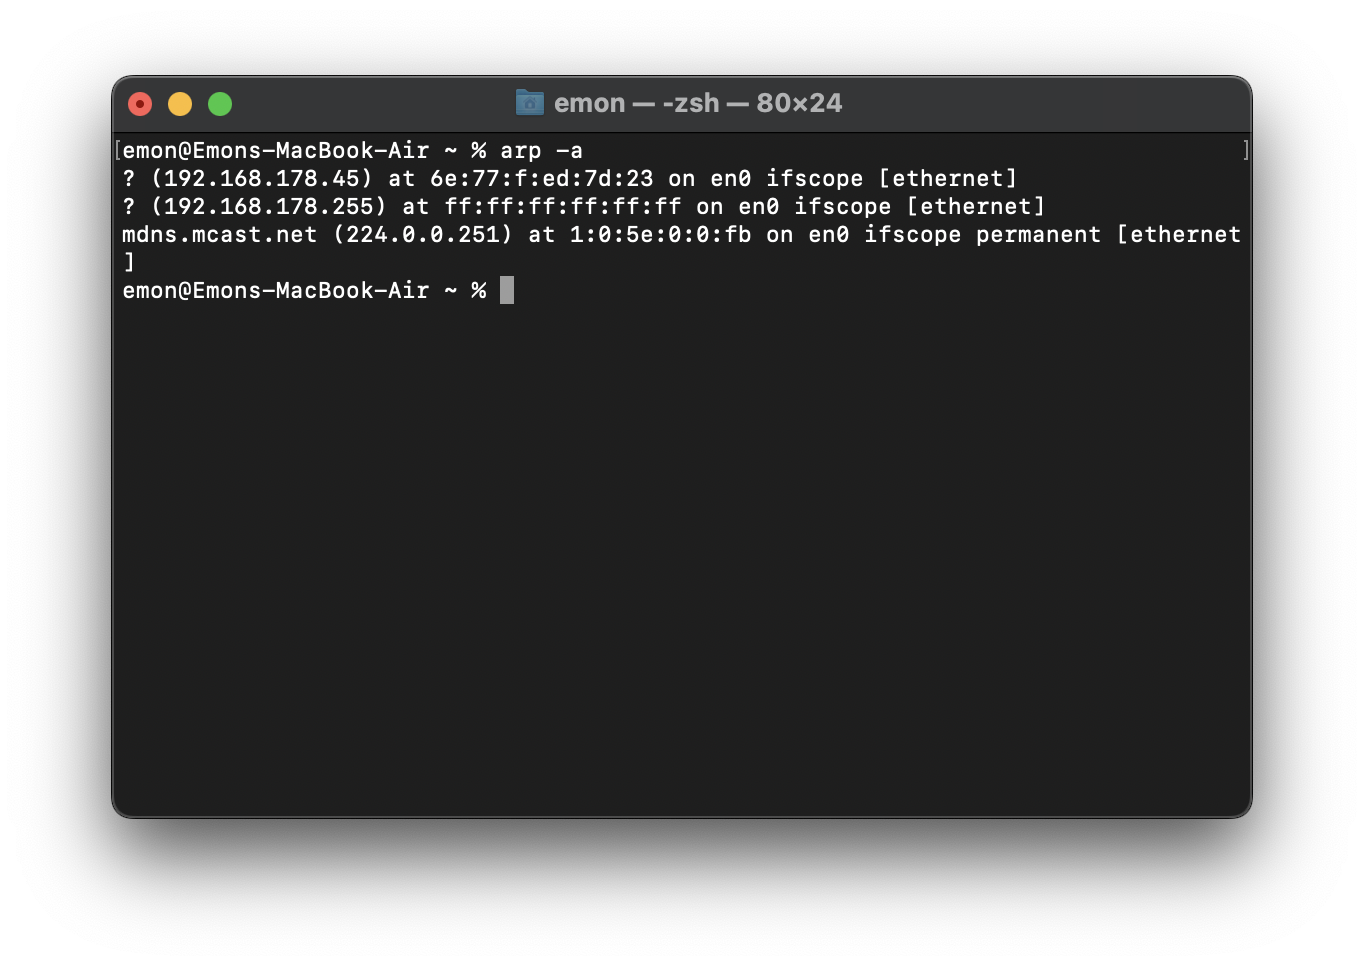 emon — -zsh — 80×24
[emon@Emons-MacBook-Air ~ % arp -a ]
? (192.168.178.45) at 6e:77:f:ed:7d:23 on en0 ifscope [ethernet]
? (192.168.178.255) at ff:ff:ff:ff:ff:ff on en0 ifscope [ethernet]
mdns.mcast.net (224.0.0.251) at 1:0:5e:0:0:fb on en0 ifscope permanent [ethernet
]
emon@Emons-MacBook-Air ~ %